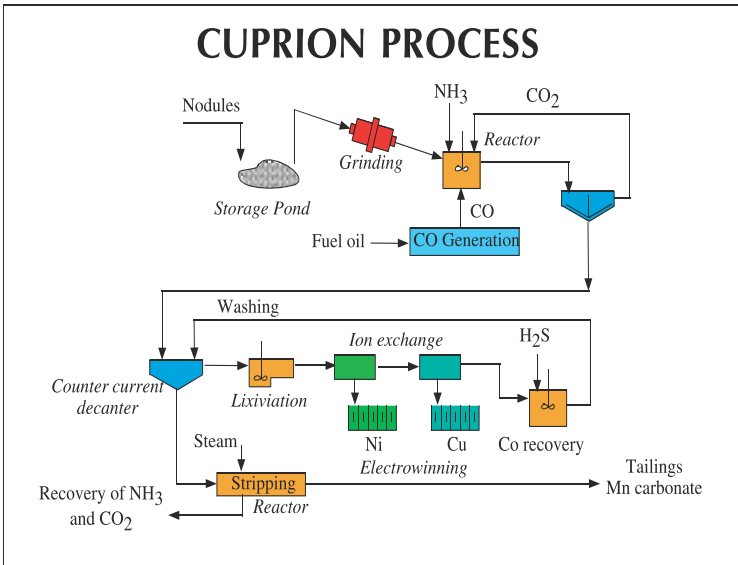 CUPRION PROCESS
NH3
CO2
Nodules
Reactor
Grinding
Storage Pond
CO
Fuel oil
CO Generation
Washing
Ion exchange
H2S
Counter current
decanter
Lixiviation
Ni
Cu
Co recovery
Electrowinning
Steam
Stripping
Reactor
Recovery of NH3
and CO2
Tailings
Mn carbonate